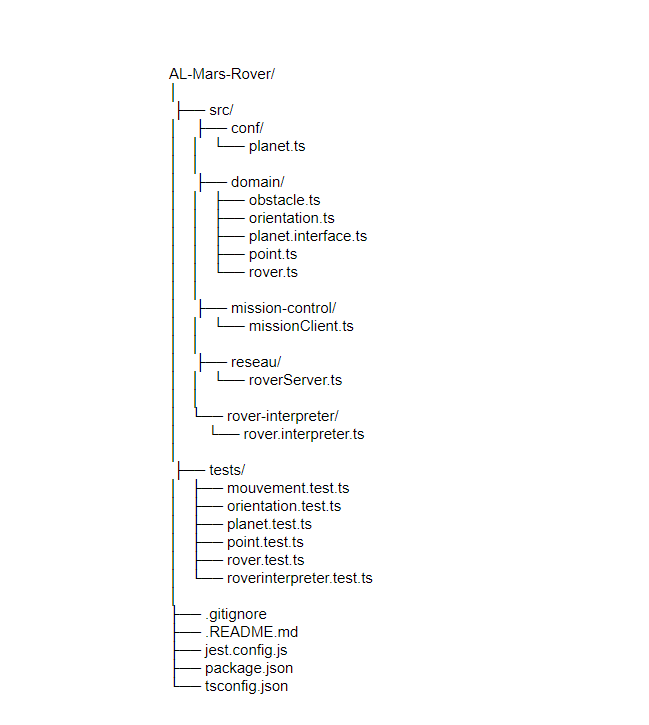 AL-Mars-Rover/
src/
conf/
planet.ts
domain/
obstacle.ts
orientation.ts
planet.interface.ts
point.ts
rover.ts
mission-control/
missionClient.ts
reseau/
roverServer.ts
rover-interpreter/
rover.interpreter.ts
tests/
mouvement.test.ts
orientation.test.ts
planet.test.ts
point.test.ts
rover.test.ts
roverinterpreter.test.ts
.gitignore
.README.md
jest.config.js
package.json
tsconfig.json